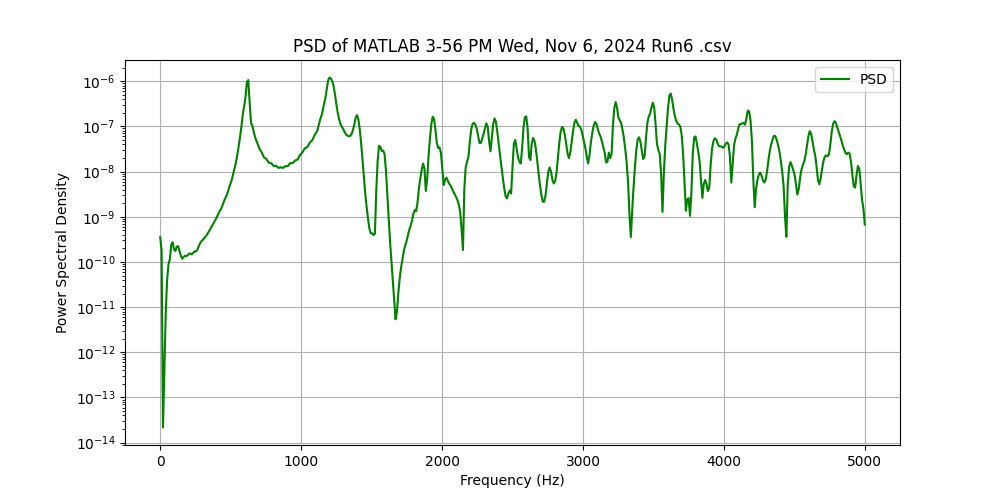 PSD of MATLAB 3-56 PM Wed, Nov 6, 2024 Run6 .csv
PSD
Power Spectral Density
10⁻⁶
10⁻⁷
10⁻⁸
10⁻⁹
10⁻¹⁰
10⁻¹¹
10⁻¹²
10⁻¹³
10⁻¹⁴
0 1000 2000 3000 4000 5000
Frequency (Hz)